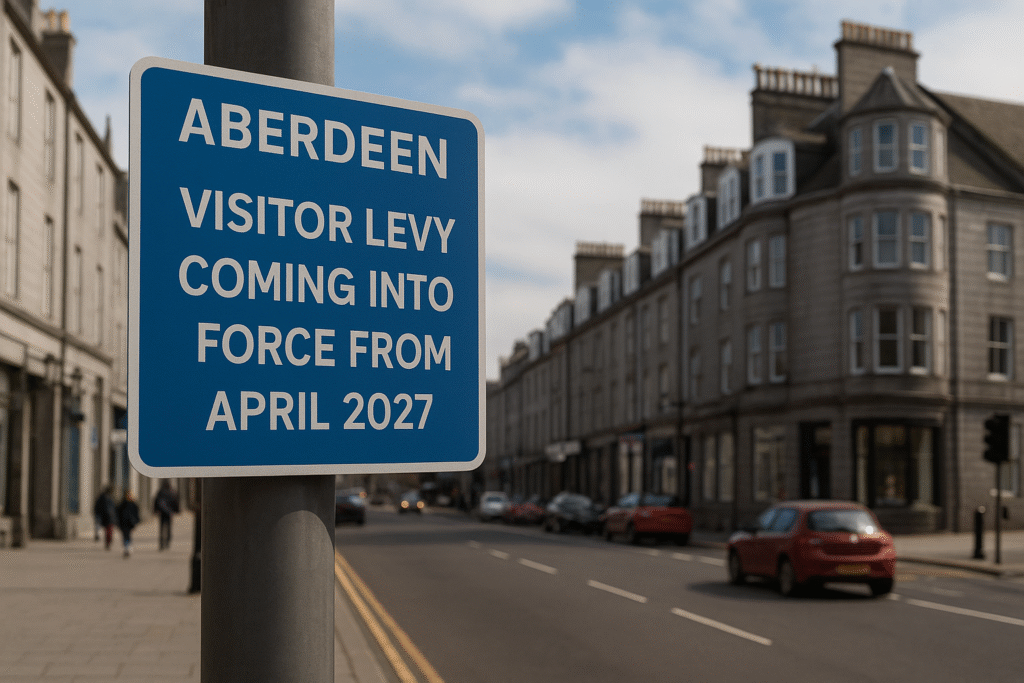 ABERDEEN
VISITOR LEVY
COMING INTO
FORCE FROM
APRIL 2027